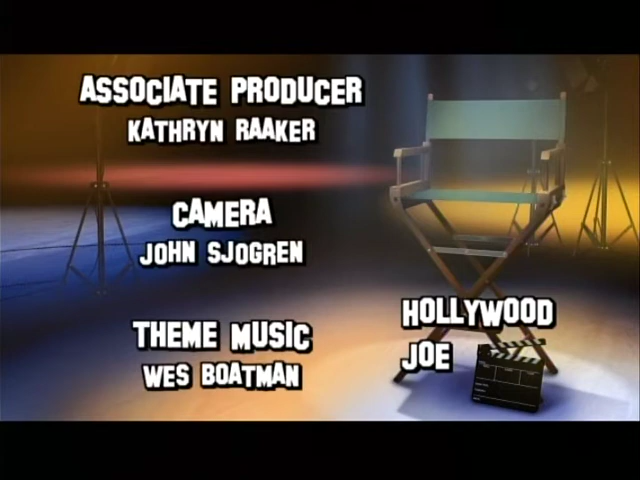 ASSOCIATE PRODUCER
KATHRYN RAAKER
CAMERA
JOHN SJOGREN
THEME MUSIC
WES BOATMAN
HOLLYWOOD
JOE